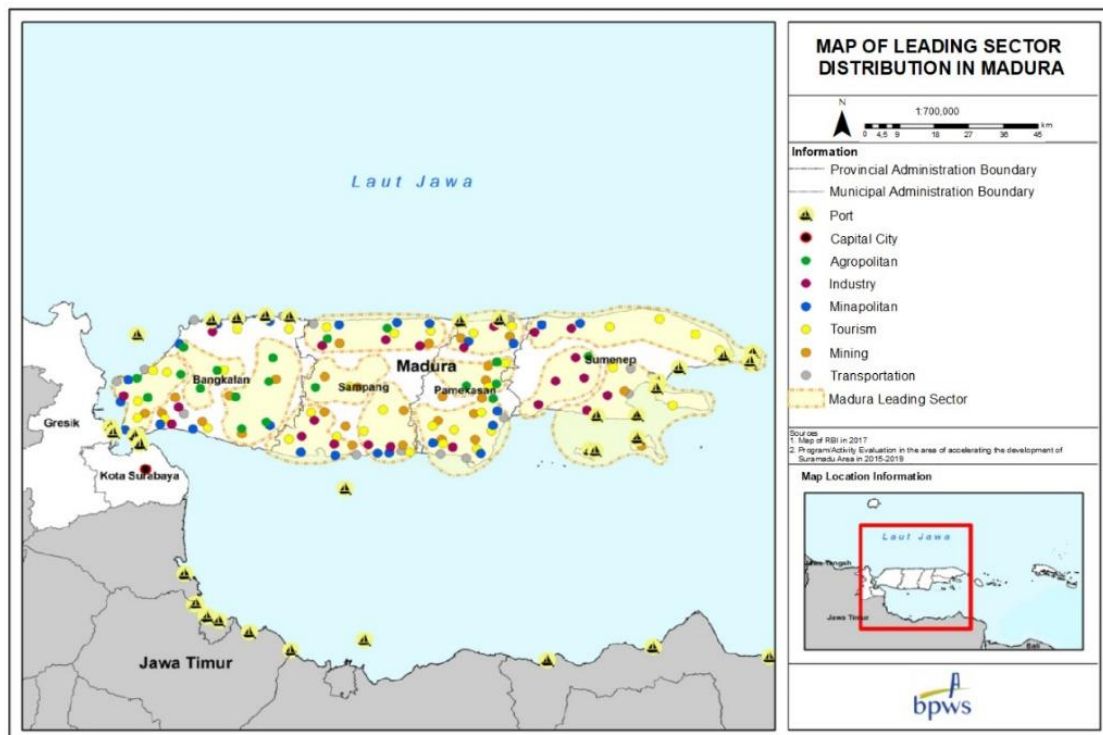 MAP OF LEADING SECTOR
DISTRIBUTION IN MADURA
N
1:700,000
km
0 4,5 9 18 27 36 45
Information
Provincial Administration Boundary
Municipal Administration Boundary
Port
Capital City
Agropolitan
Industry
Minapolitan
Tourism
Mining
Transportation
Madura Leading Sector
Sources
1. Map of RBI in 2017
2. Program/Activity Evaluation in the area of accelerating the development of
Suramadu Area in 2015-2019
Map Location Information
Laut Jawa
Jawa Tengah
Jawa Timur
Bali
bpws
Laut Jawa
Madura
Bangkalan
Sampang
Pamekasan
Sumenep
Gresik
Kota Surabaya
Jawa Timur